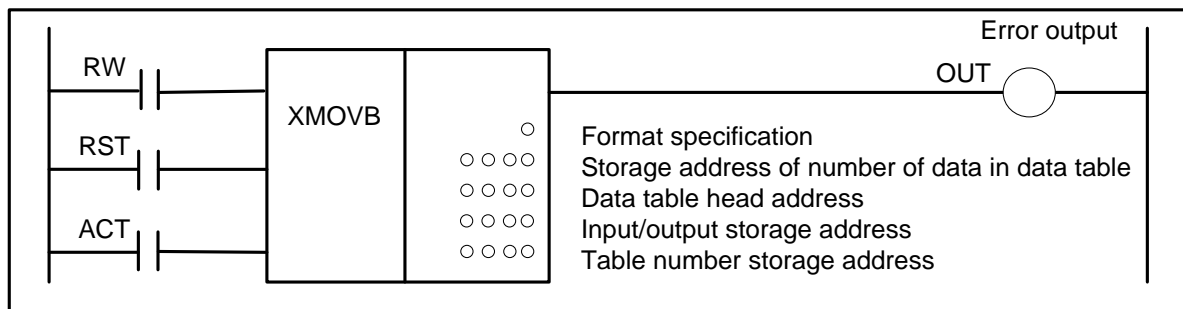 Error output
RW
OUT
XMOVB
RST
ACT
Format specification
Storage address of number of data in data table
Data table head address
Input/output storage address
Table number storage address